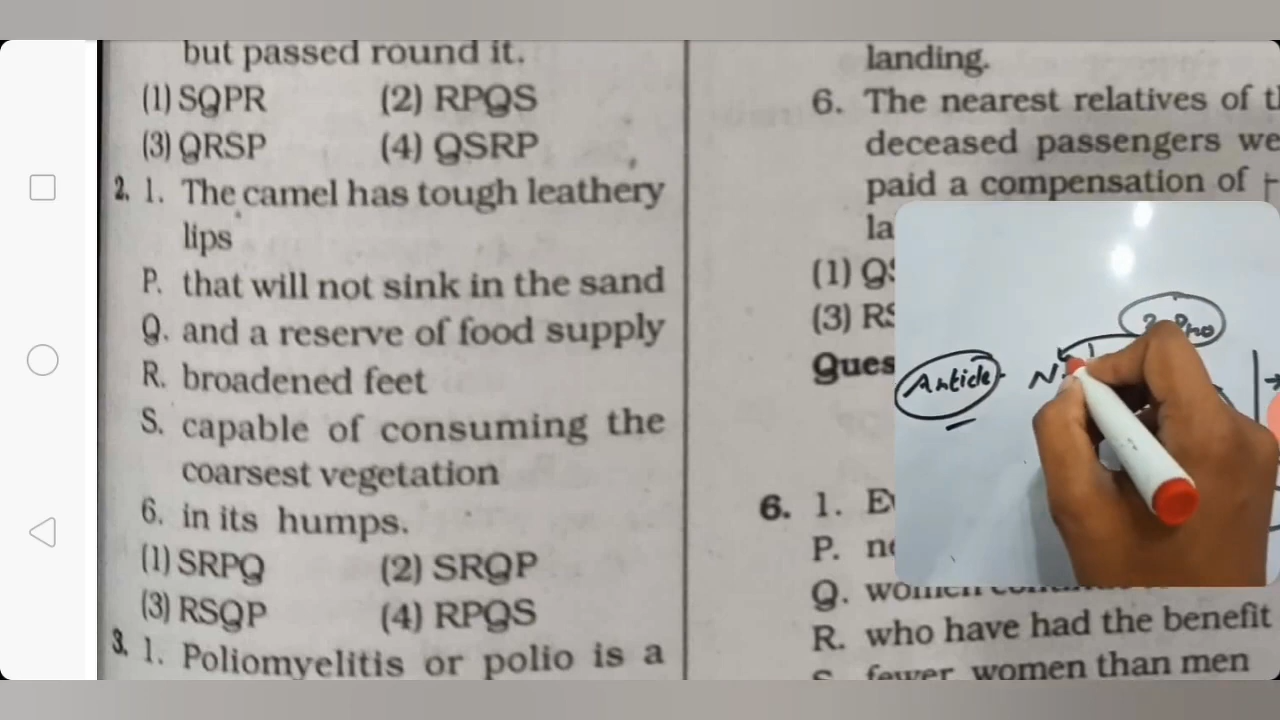 but passed round it.
(1) SQPR (2) RPQS
(3) QRSP (4) QSRP
2. 1. The camel has tough leathery
lips
P. that will not sink in the sand
Q. and a reserve of food supply
R. broadened feet
S. capable of consuming the
coarsest vegetation
6. in its humps.
(1) SRPQ (2) SRQP
(3) RSQP (4) RPQS
3. 1. Poliomyelitis or polio is a
landing.
6. The nearest relatives of
deceased passengers
paid a compensation of
(1)
(3)
6. 1.
P.
Q. women
R. who have had the benefit
fewer women than men
Article